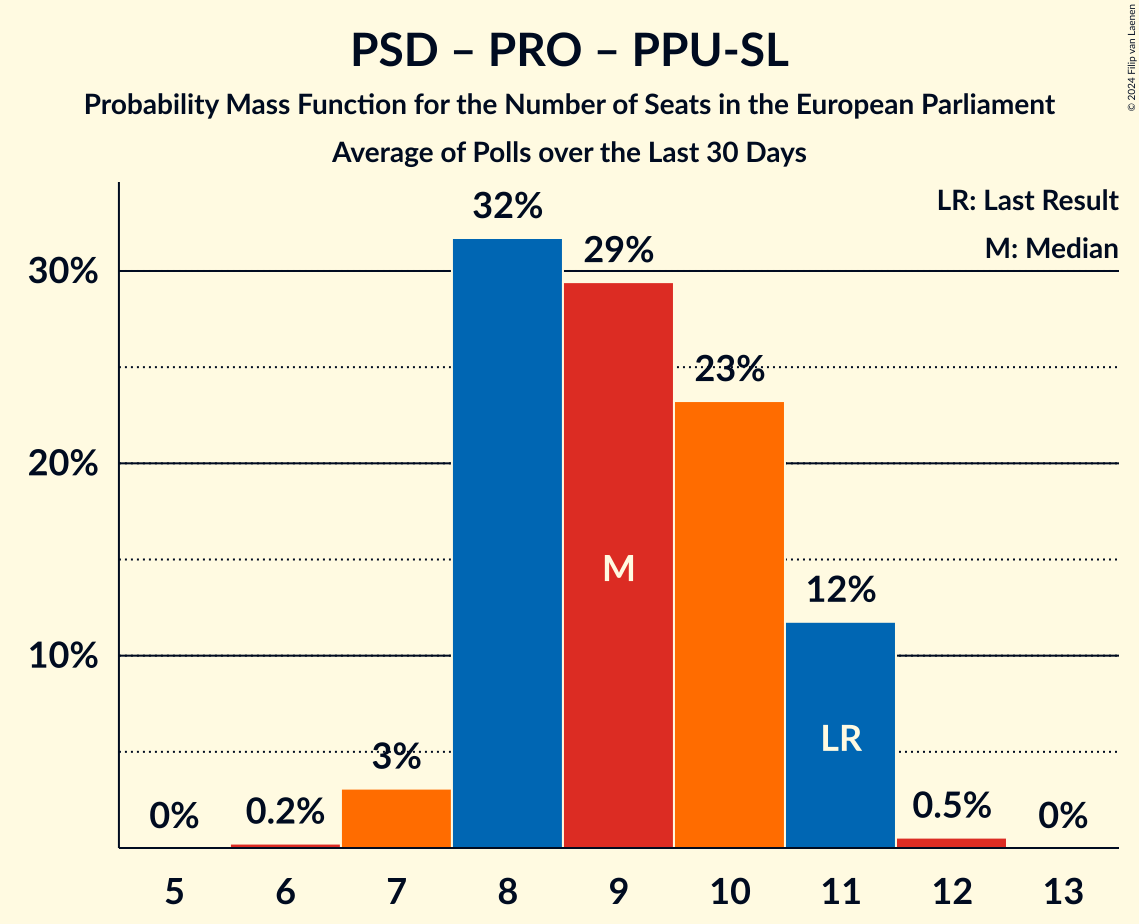 PSD – PRO – PPU-SL
Probability Mass Function for the Number of Seats in the European Parliament
Average of Polls over the Last 30 Days
© 2024 Filip van Laenen
LR: Last Result
M: Median
30%
20%
10%
0%
0.2%
3%
32%
29%
23%
12%
0.5%
0%
M
LR
5
6
7
8
9
10
11
12
13